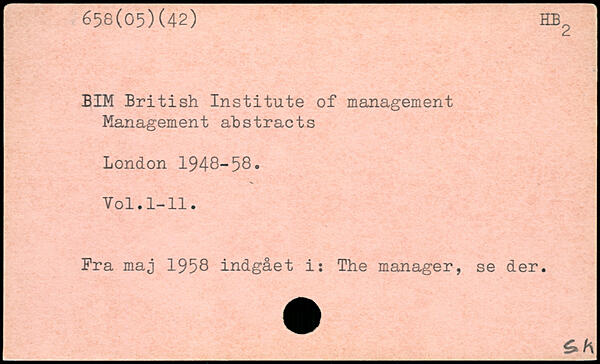 658(05)(42)
HB2
BIM British Institute of management
Management abstracts
London 1948-58.
Vol.1-11.
Fra maj 1958 indgået i: The manager, se der.
SK